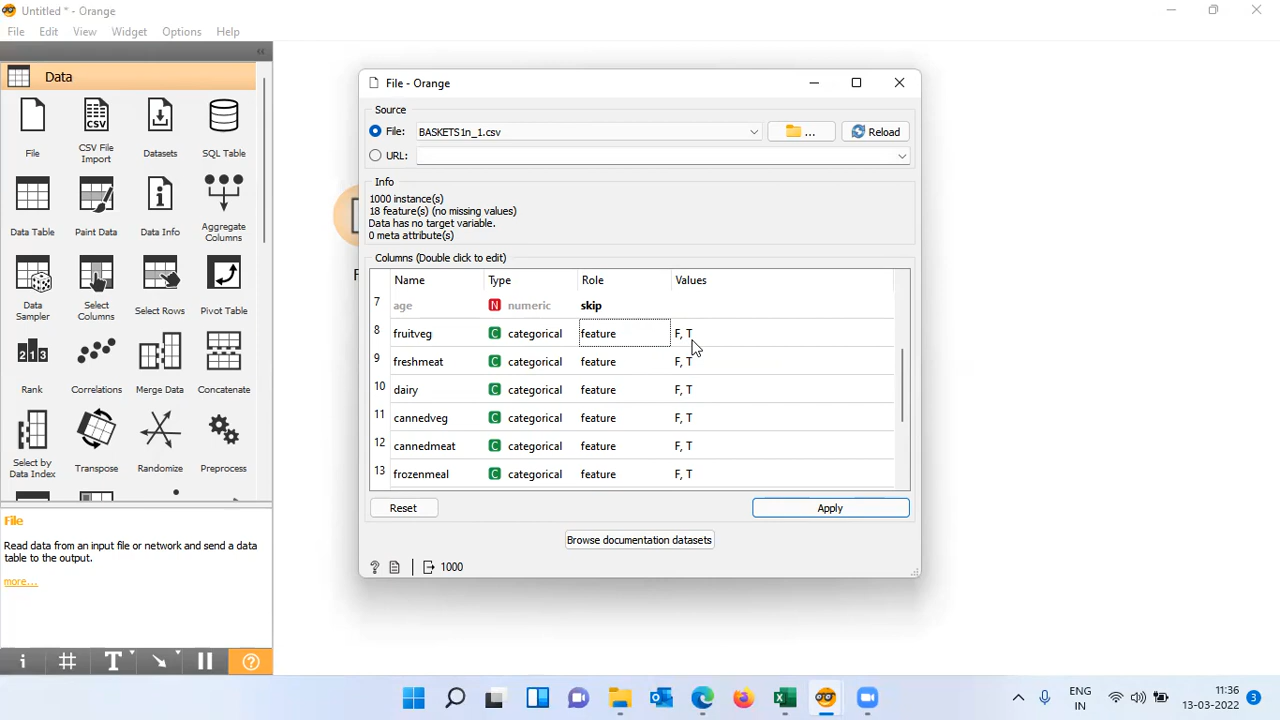 Untitled * - Orange
File Edit View Widget Options Help
Data
File
CSV File Import
Datasets
SQL Table
Data Table
Paint Data
Data Info
Aggregate Columns
Data Sampler
Select Columns
Select Rows
Pivot Table
Rank
Correlations
Merge Data
Concatenate
Select by Data Index
Transpose
Randomize
Preprocess
File
Read data from an input file or network and send a data
table to the output.
more...
File - Orange
Source
File: BASKETS1n_1.csv ... Reload
URL:
Info
1000 instance(s)
18 feature(s) (no missing values)
Data has no target variable.
0 meta attribute(s)
Columns (Double click to edit)
Name Type Role Values
7 age N numeric skip
8 fruitveg C categorical feature F, T
9 freshmeat C categorical feature F, T
10 dairy C categorical feature F, T
11 cannedveg C categorical feature F, T
12 cannedmeat C categorical feature F, T
13 frozenmeal C categorical feature F, T
Reset Apply
Browse documentation datasets
? 1000
ENG
IN
11:36
13-03-2022
3